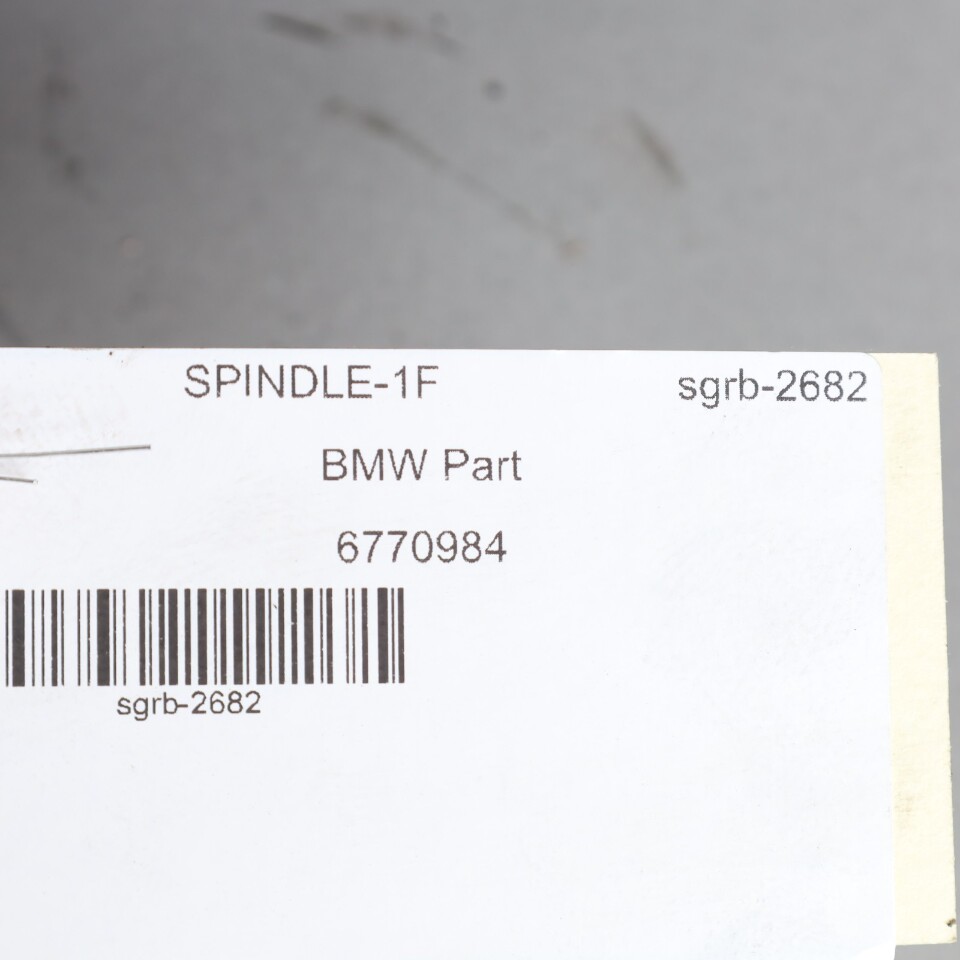 SPINDLE-1F sgrb-2682
BMW Part
6770984
sgrb-2682